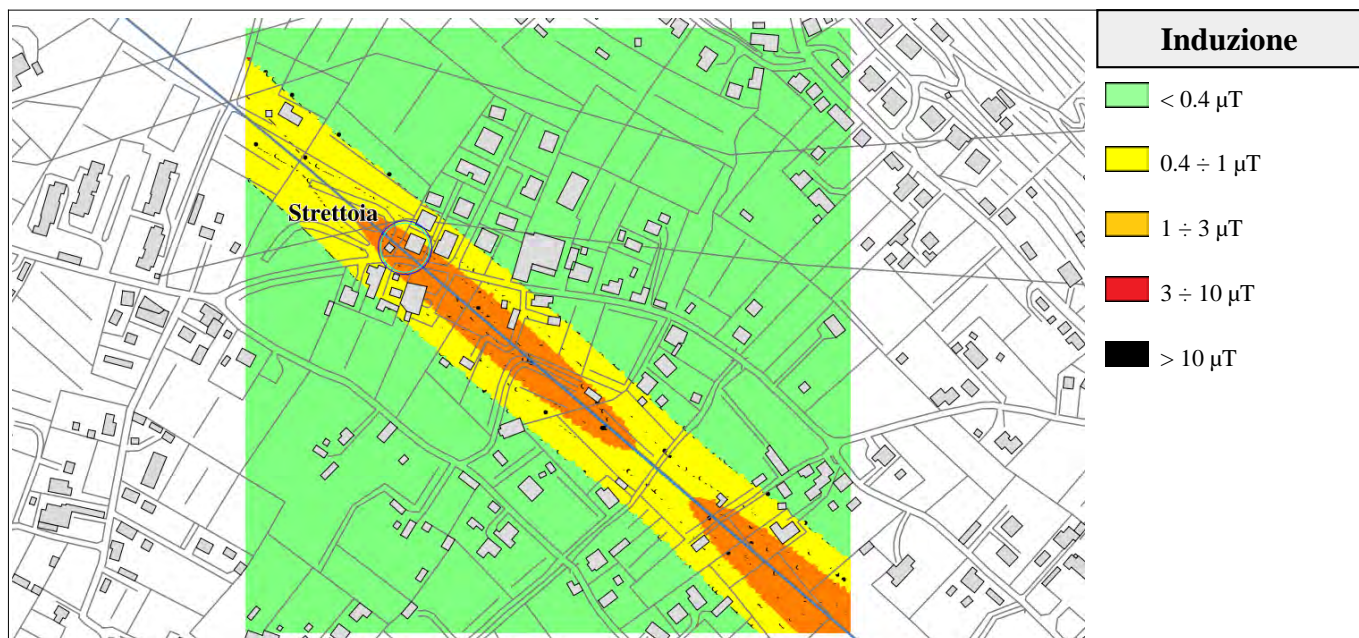 Induzione
< 0.4 µT
0.4 ÷ 1 µT
Strettoia
1 ÷ 3 µT
3 ÷ 10 µT
> 10 µT